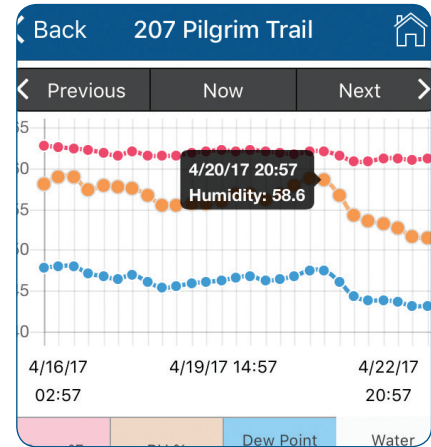 Back
207 Pilgrim Trail
Previous
Now
Next
4/20/17 20:57
Humidity: 58.6
4/16/17
02:57
4/19/17 14:57
4/22/17
20:57
Dew Point
Water